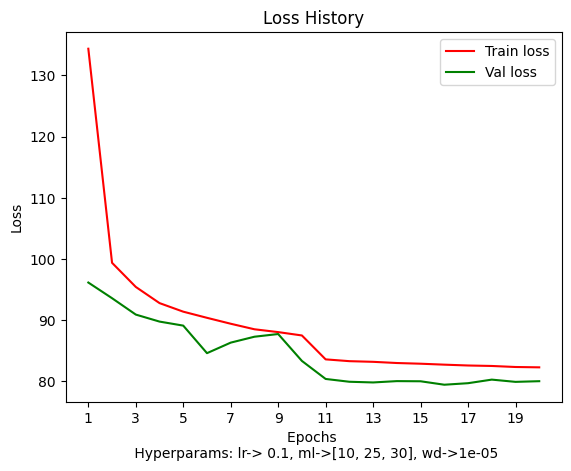 Loss History
Train loss
Val loss
130
120
110
100
90
80
Loss
1 3 5 7 9 11 13 15 17 19
Epochs
Hyperparams: lr-> 0.1, ml->[10, 25, 30], wd->1e-05